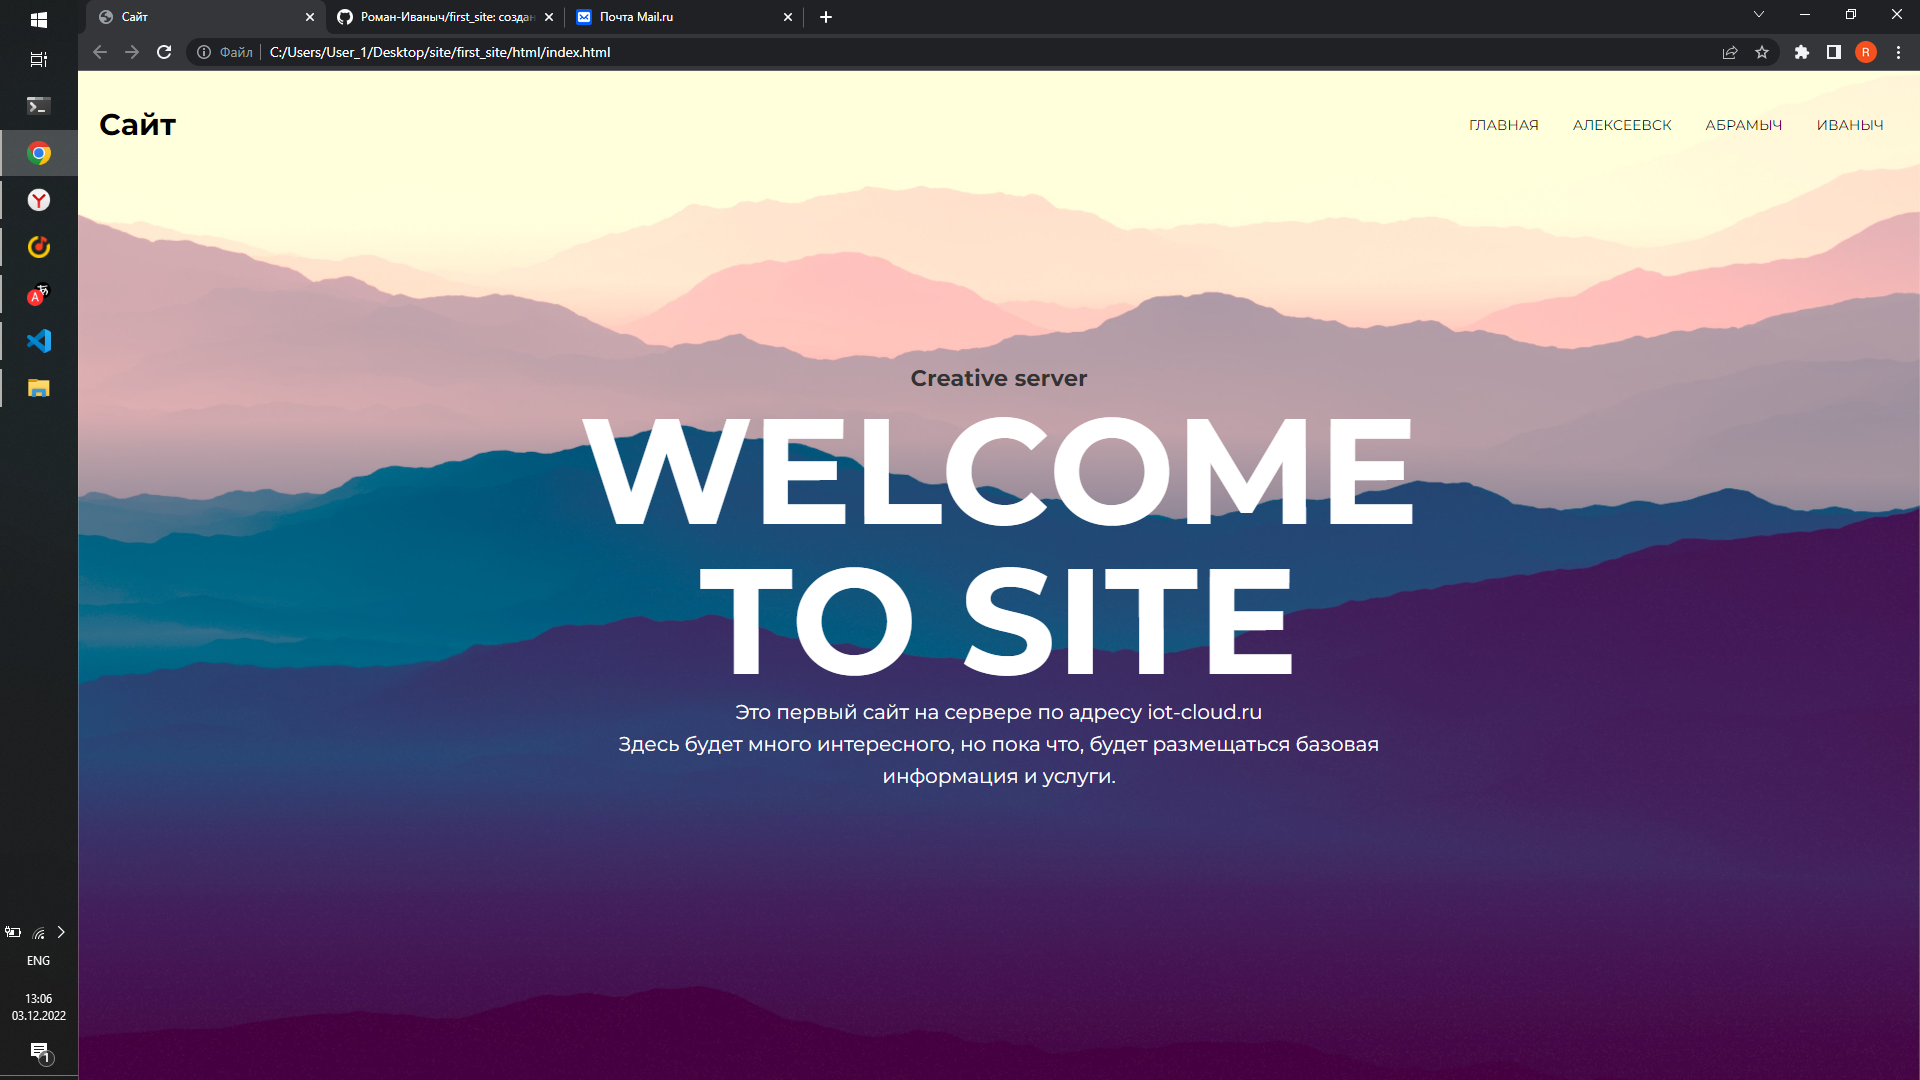 Сайт
Роман-Иваныч/first_site: создан
Почта Mail.ru
Файл
C:/Users/User_1/Desktop/site/first_site/html/index.html
R
Сайт
ГЛАВНАЯ
АЛЕКСЕЕВСК
АБРАМЫЧ
ИВАНЫЧ
Creative server
WELCOME
TO SITE
Это первый сайт на сервере по адресу iot-cloud.ru
Здесь будет много интересного, но пока что, будет размещаться базовая
информация и услуги.
ENG
13:06
03.12.2022
1